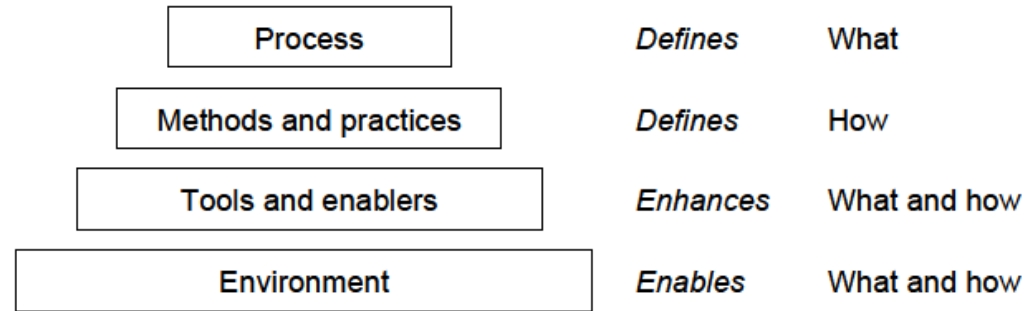 Process Defines What
Methods and practices Defines How
Tools and enablers Enhances What and how
Environment Enables What and how